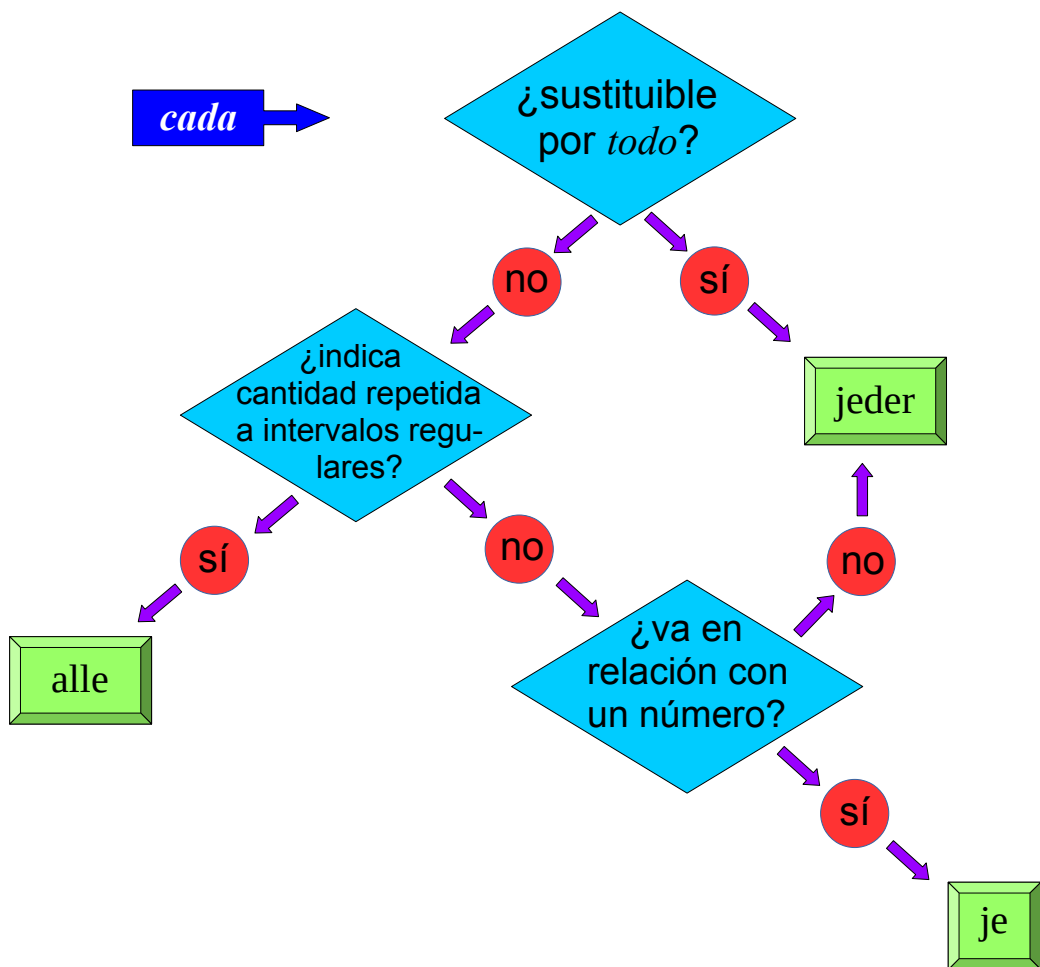 cada
¿sustituible
por todo?
no
sí
¿indica
cantidad repetida
a intervalos regu-
lares?
jeder
sí
no
no
alle
¿va en
relación con
un número?
sí
je